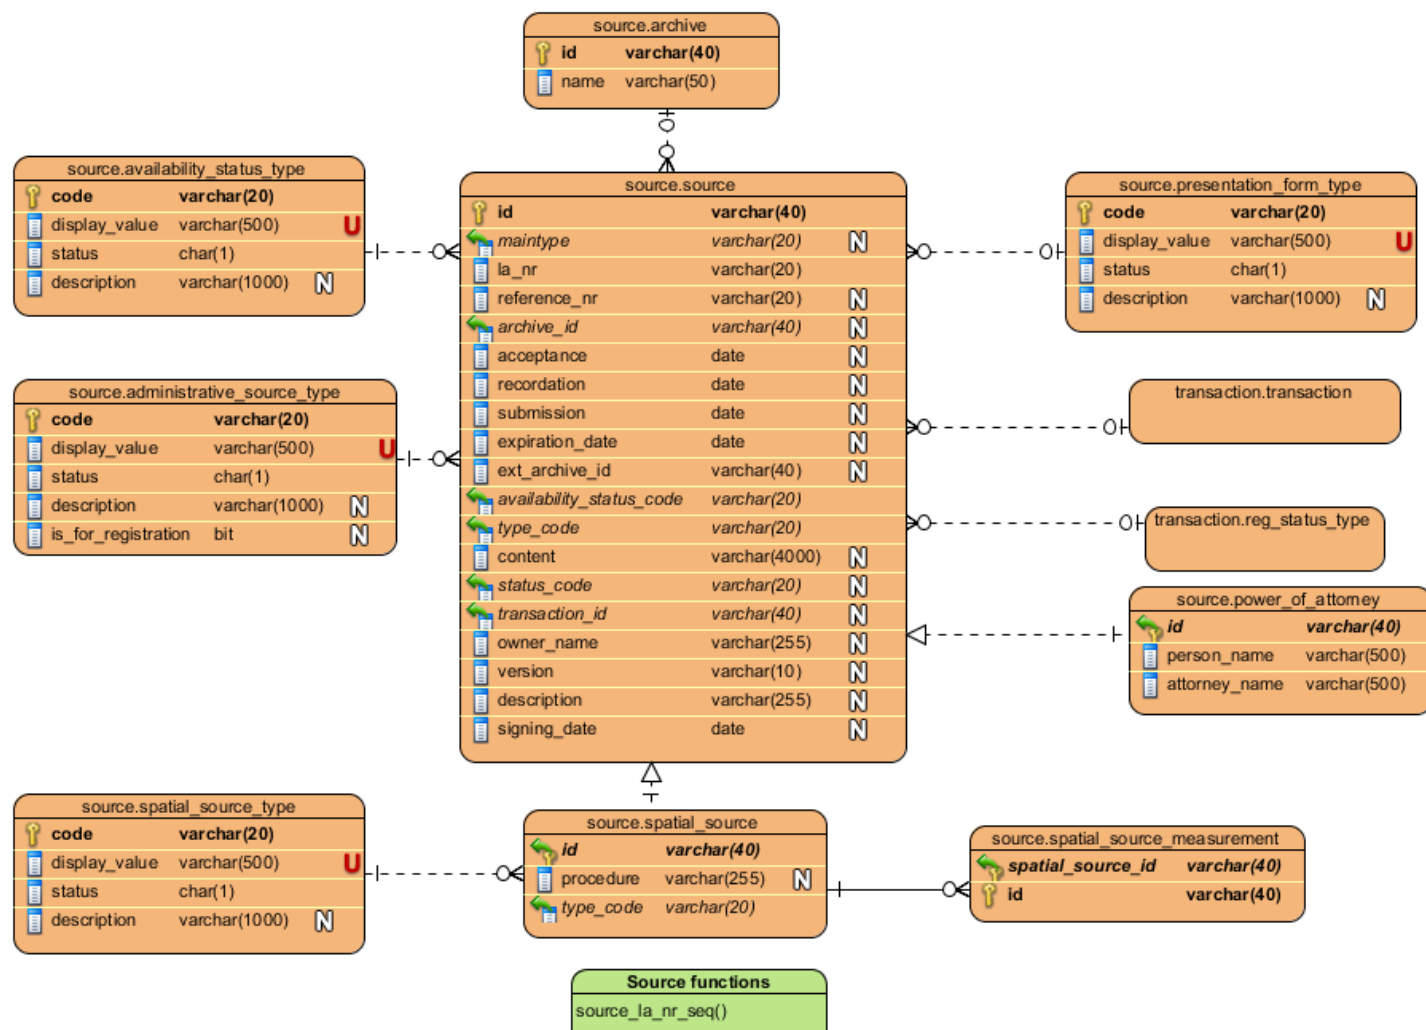 source.archive
id varchar(40)
name varchar(50)
source.availability_status_type
code varchar(20)
display_value varchar(500) U
status char(1)
description varchar(1000) N
source.source
id varchar(40)
maintype varchar(20) N
la_nr varchar(20)
reference_nr varchar(20) N
archive_id varchar(40) N
acceptance date N
recordation date N
submission date N
expiration_date date N
ext_archive_id varchar(40) N
availability_status_code varchar(20)
type_code varchar(20)
content varchar(4000) N
status_code varchar(20) N
transaction_id varchar(40) N
owner_name varchar(255) N
version varchar(10) N
description varchar(255) N
signing_date date N
source.presentation_form_type
code varchar(20)
display_value varchar(500) U
status char(1)
description varchar(1000) N
source.administrative_source_type
code varchar(20)
display_value varchar(500) U
status char(1)
description varchar(1000) N
is_for_registration bit N
transaction.transaction
transaction.reg_status_type
source.power_of_attorney
id varchar(40)
person_name varchar(500)
attorney_name varchar(500)
source.spatial_source_type
code varchar(20)
display_value varchar(500) U
status char(1)
description varchar(1000) N
source.spatial_source
id varchar(40)
procedure varchar(255) N
type_code varchar(20)
source.spatial_source_measurement
spatial_source_id varchar(40)
id varchar(40)
Source functions
source_la_nr_seq()